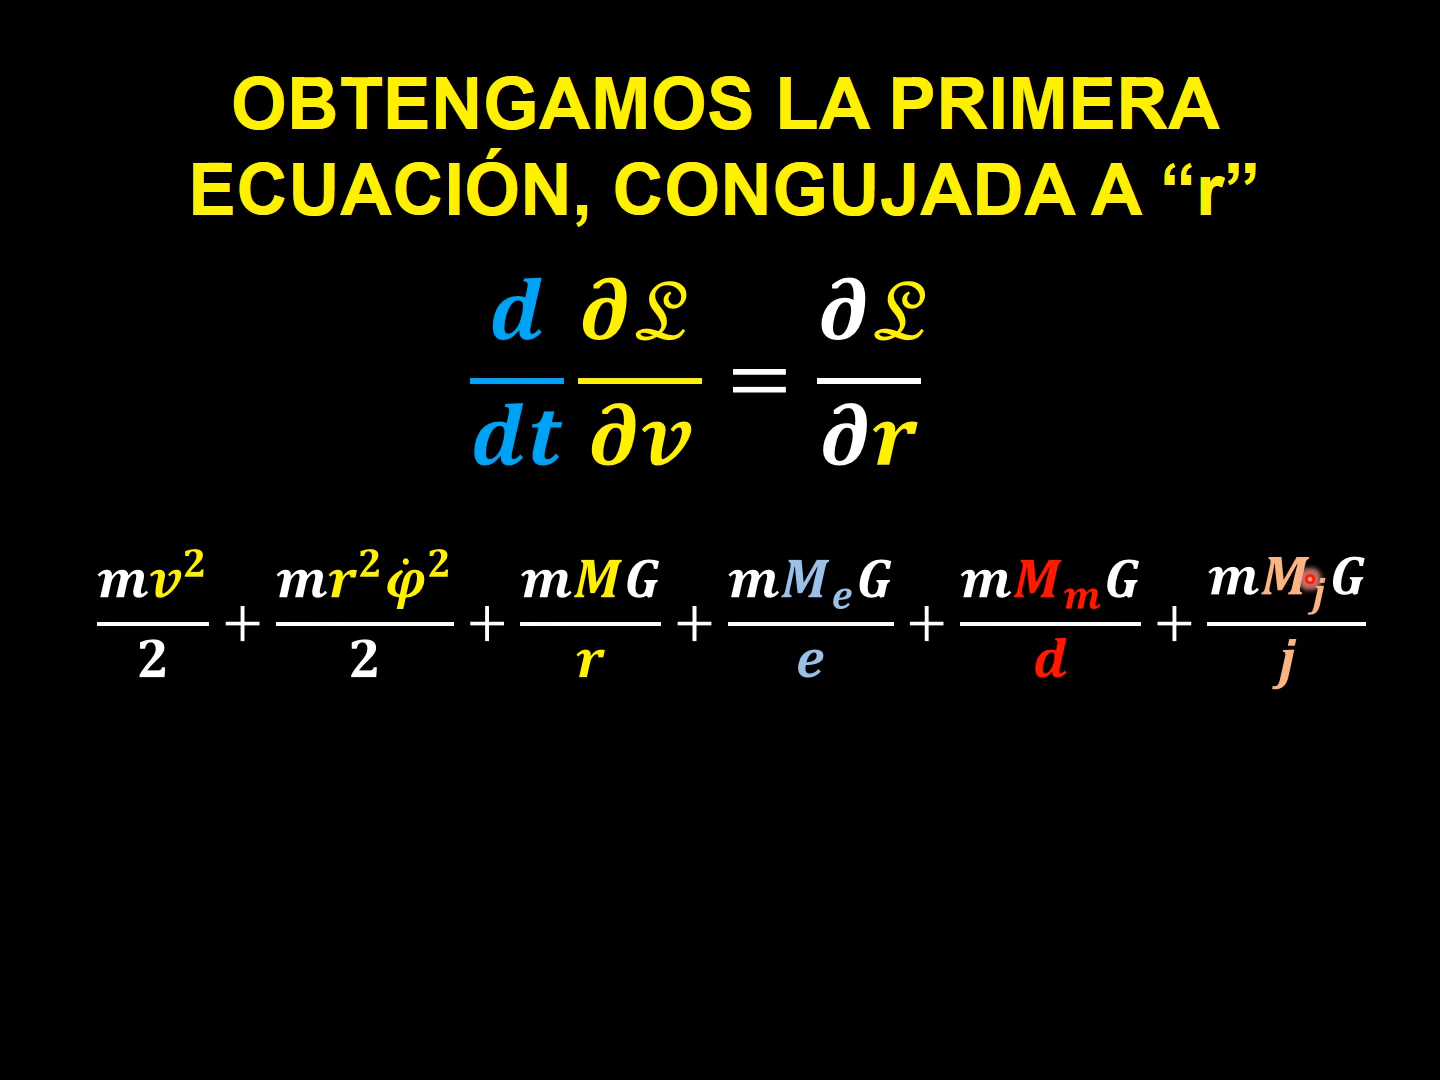 OBTENGAMOS LA PRIMERA
ECUACIÓN, CONGUJADA A “r”
d/dt ∂ℒ/∂v = ∂ℒ/∂r
mv²/2 + mr²φ̇²/2 + mMG/r + mMₑG/e + mMₘG/d + mMⱼG/j